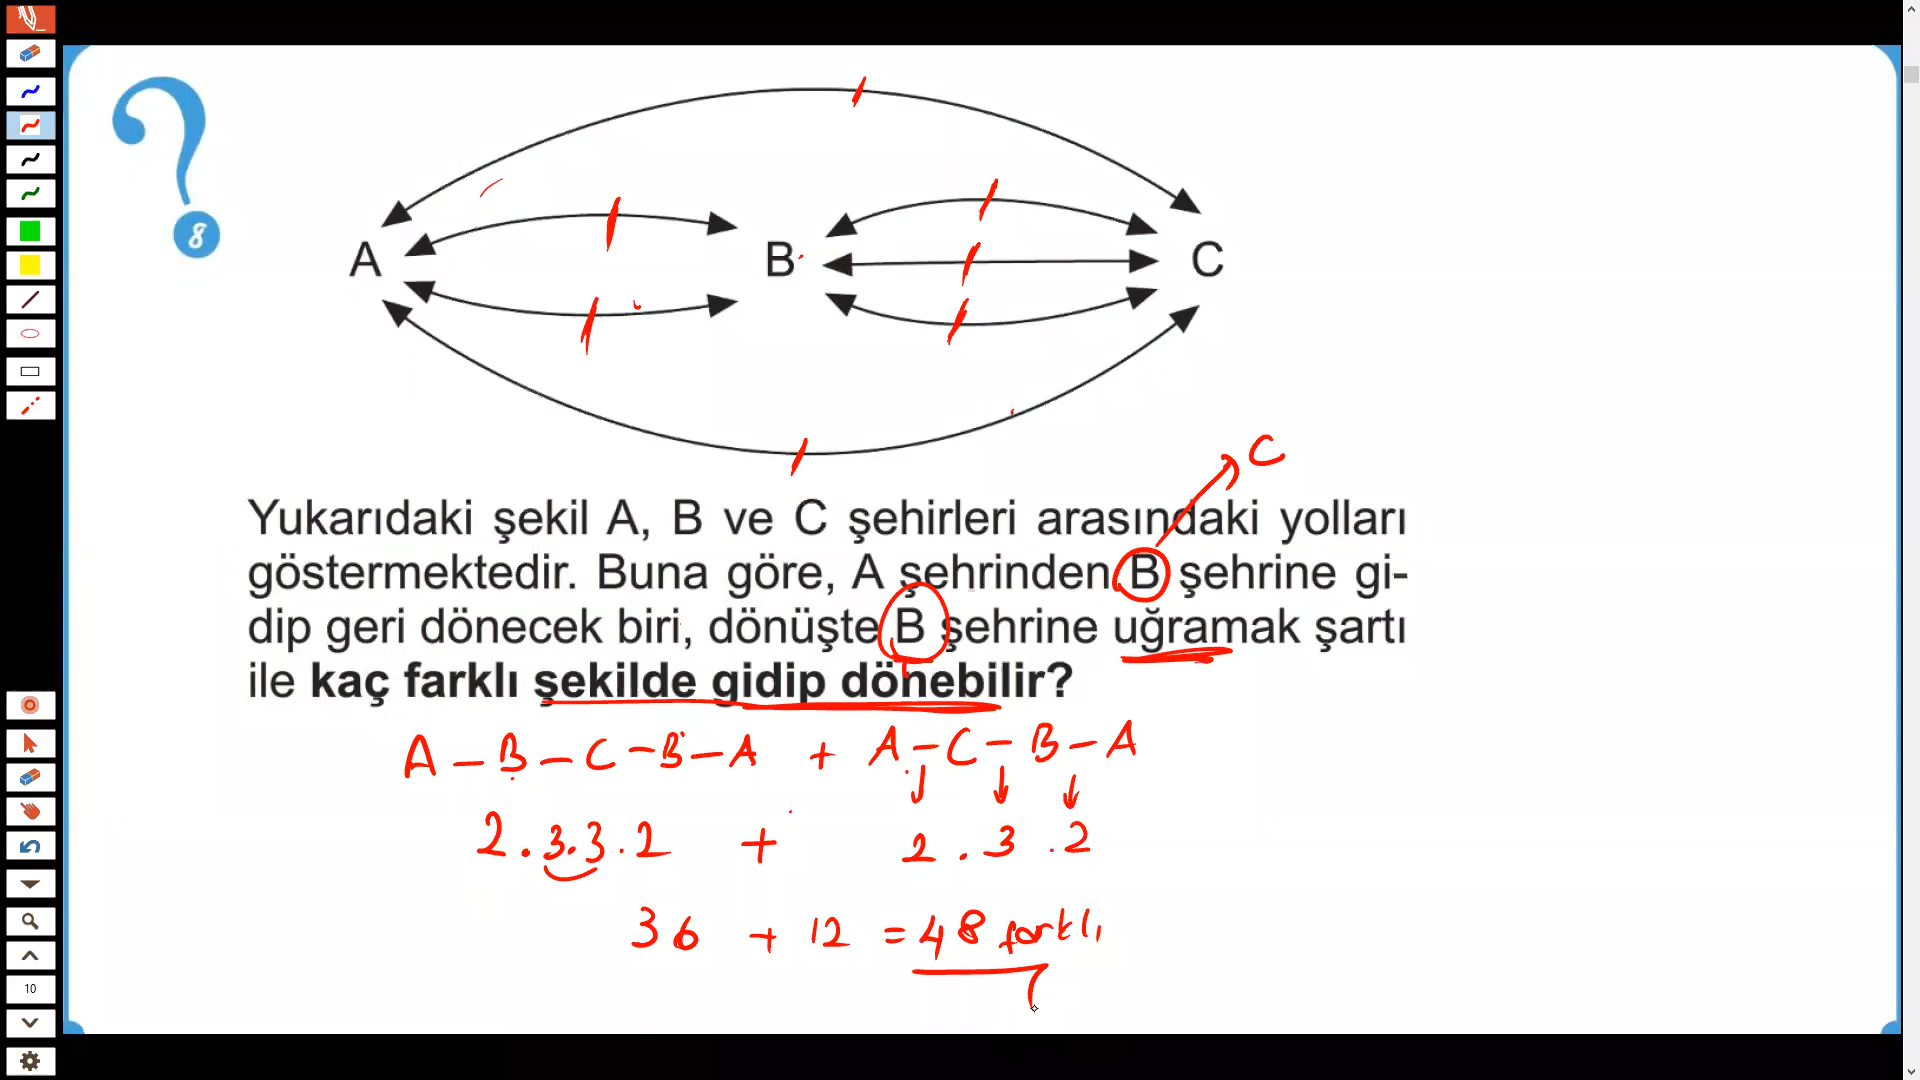 8
A B C
C
Yukarıdaki şekil A, B ve C şehirleri arasındaki yolları
göstermektedir. Buna göre, A şehrinden B şehrine gi-
dip geri dönecek biri, dönüşte B şehrine uğramak şartı
ile kaç farklı şekilde gidip dönebilir?
A - B - C - B - A + A - C - B - A
2 . 3 . 3 . 2 + 2 . 3 . 2
36 + 12 = 48 farklı
10